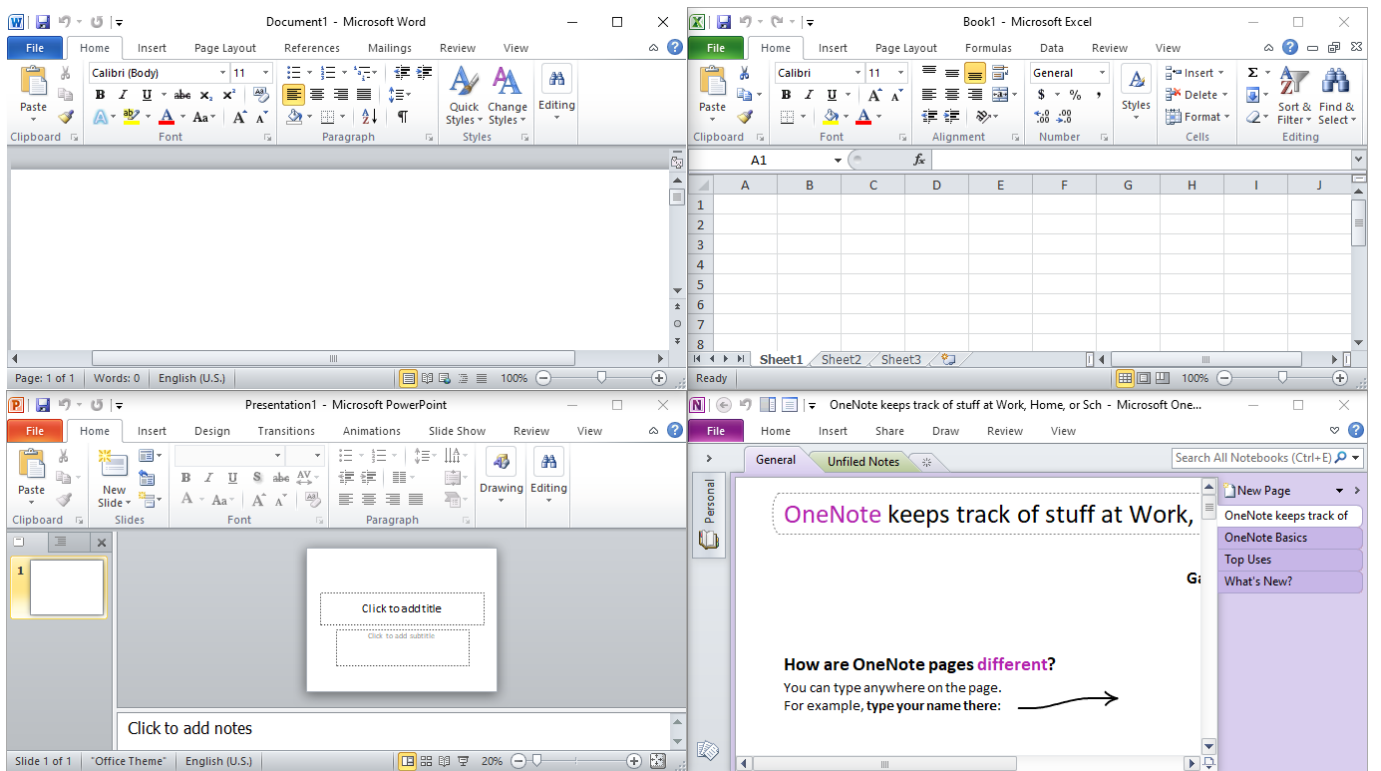 Document1 - Microsoft Word
File Home Insert Page Layout References Mailings Review View
Calibri (Body) 11
Paste
Quick Styles
Change Styles
Editing
Clipboard Font Paragraph Styles
Page: 1 of 1 Words: 0 English (U.S.) 100%
Book1 - Microsoft Excel
File Home Insert Page Layout Formulas Data Review View
Calibri 11 General
Paste
Styles
Insert
Delete
Format
Sort & Filter
Find & Select
Clipboard Font Alignment Number Cells Editing
A1 fx
A B C D E F G H I J
1
2
3
4
5
6
7
8
Sheet1 Sheet2 Sheet3
Ready 100%
Presentation1 - Microsoft PowerPoint
File Home Insert Design Transitions Animations Slide Show Review View
Paste
New Slide
Drawing Editing
Clipboard Slides Font Paragraph
1
Click to add title
Click to add subtitle
Click to add notes
Slide 1 of 1 "Office Theme" English (U.S.) 20%
OneNote keeps track of stuff at Work, Home, or Sch - Microsoft One...
File Home Insert Share Draw Review View
General Unfiled Notes Search All Notebooks (Ctrl+E)
Personal
OneNote keeps track of stuff at Work,
New Page
OneNote keeps track of
OneNote Basics
Top Uses
What's New?
How are OneNote pages different?
You can type anywhere on the page.
For example, type your name there: